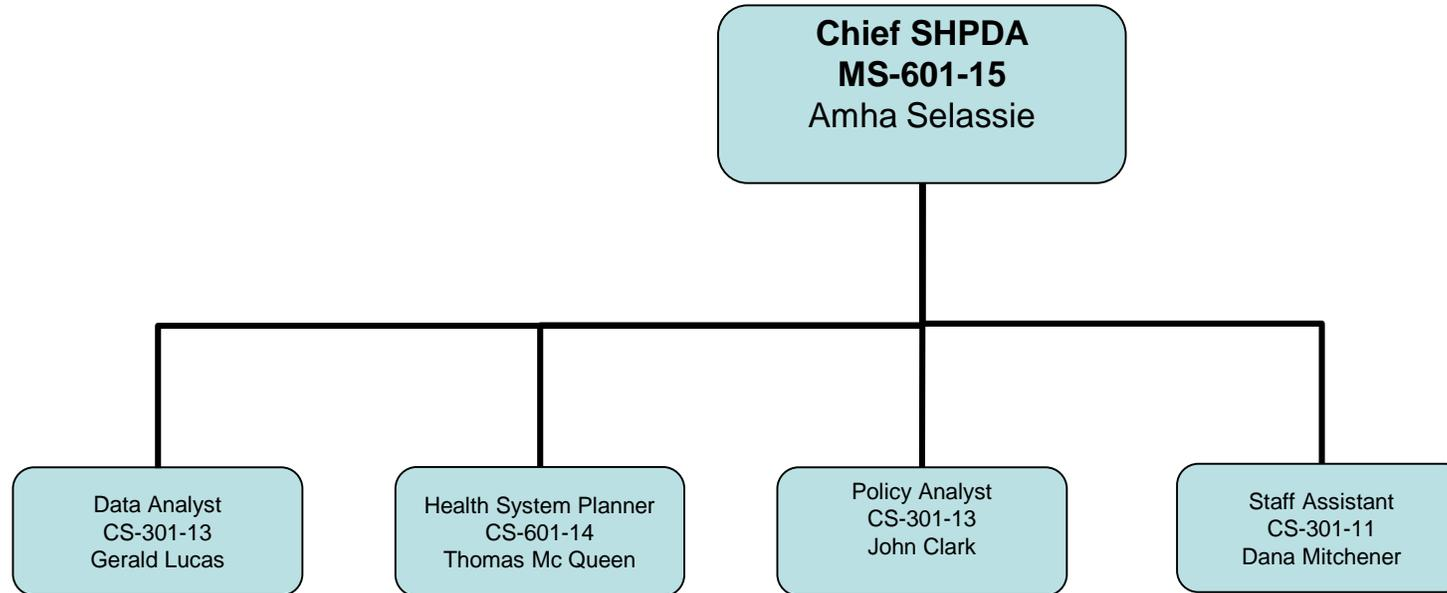 Chief SHPDA
MS-601-15
Amha Selassie
Data Analyst
CS-301-13
Gerald Lucas
Health System Planner
CS-601-14
Thomas Mc Queen
Policy Analyst
CS-301-13
John Clark
Staff Assistant
CS-301-11
Dana Mitchener